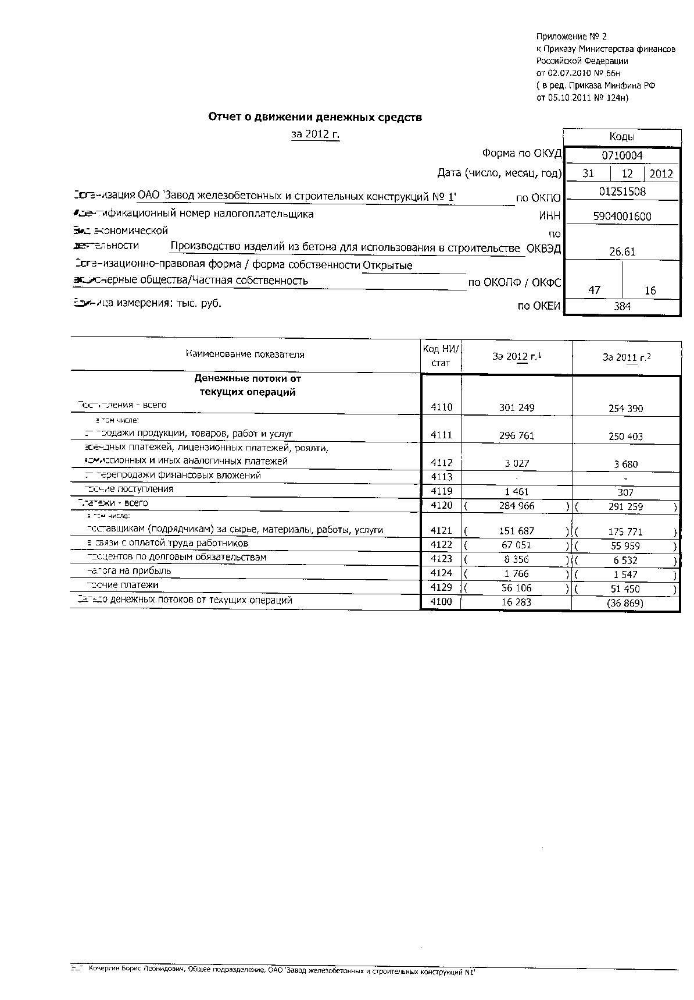 Приложение № 2
к Приказу Министерства финансов
Российской Федерации
от 02.07.2010 № 66н
( в ред. Приказа Минфина РФ
от 05.10.2011 № 124н)
Отчет о движении денежных средств
за 2012 г.
Коды
Форма по ОКУД 0710004
Дата (число, месяц, год) 31 12 2012
Организация ОАО 'Завод железобетонных и строительных конструкций № 1' по ОКПО 01251508
Идентификационный номер налогоплательщика ИНН 5904001600
Вид экономической по
деятельности Производство изделий из бетона для использования в строительстве ОКВЭД 26.61
Организационно-правовая форма / форма собственности Открытые
акционерные общества/Частная собственность по ОКОПФ / ОКФС 47 16
Единица измерения: тыс. руб. по ОКЕИ 384
Наименование показателя Код НИ/стат За 2012 г.1 За 2011 г.2
Денежные потоки от
текущих операций
Поступления - всего 4110 301 249 254 390
в том числе:
от продажи продукции, товаров, работ и услуг 4111 296 761 250 403
арендных платежей, лицензионных платежей, роялти,
комиссионных и иных аналогичных платежей 4112 3 027 3 680
от перепродажи финансовых вложений 4113 - -
прочие поступления 4119 1 461 307
Платежи - всего 4120 ( 284 966 ) ( 291 259 )
в том числе:
поставщикам (подрядчикам) за сырье, материалы, работы, услуги 4121 ( 151 687 ) ( 175 771 )
в связи с оплатой труда работников 4122 ( 67 051 ) ( 55 959 )
процентов по долговым обязательствам 4123 ( 8 356 ) ( 6 532 )
налога на прибыль 4124 ( 1 766 ) ( 1 547 )
прочие платежи 4129 ( 56 106 ) ( 51 450 )
Сальдо денежных потоков от текущих операций 4100 16 283 (36 869)
Кочергин Борис Леонидович, Общее подразделение, ОАО 'Завод железобетонных и строительных конструкций N1'